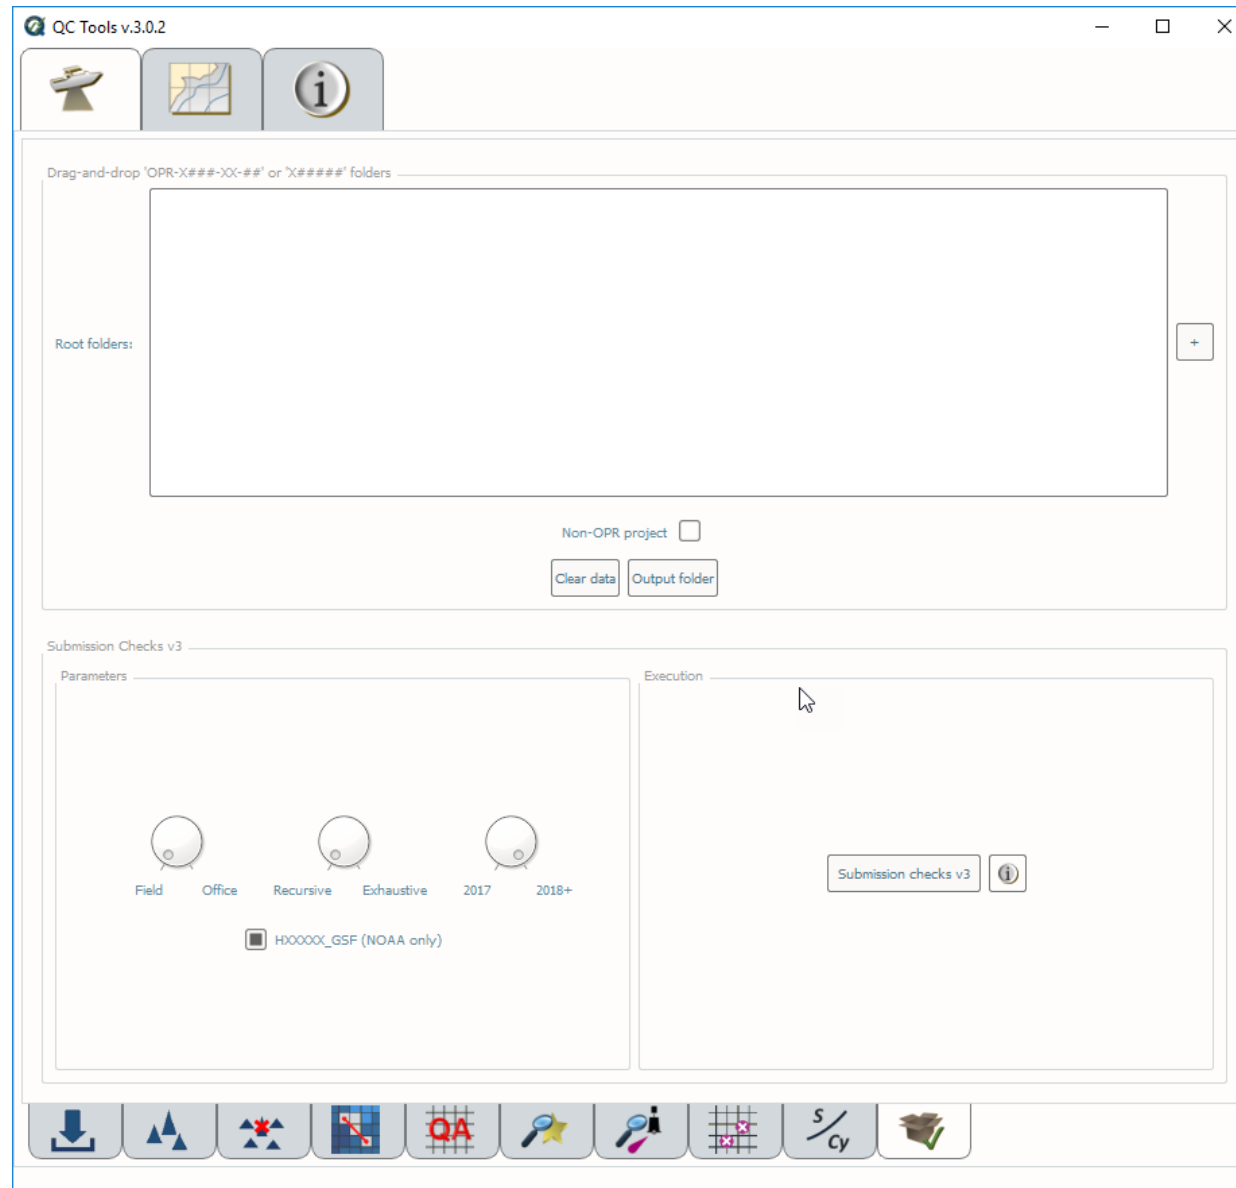 QC Tools v.3.0.2
Drag-and-drop 'OPR-X###-XX-##' or 'X#####' folders
Root folders:
+
Non-OPR project
Clear data Output folder
Submission Checks v3
Parameters
Execution
Field Office Recursive Exhaustive 2017 2018+
HXXXXX_GSF (NOAA only)
Submission checks v3
QA
S/Cy